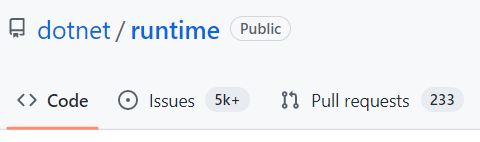 dotnet / runtime Public
Code Issues 5k+ Pull requests 233